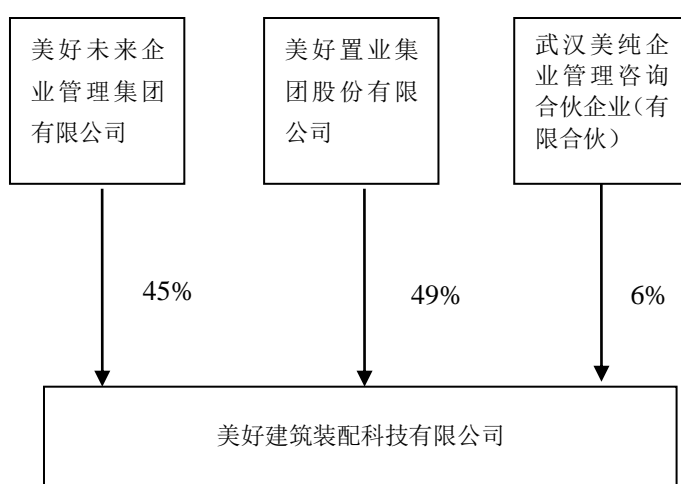 美好未来企
业管理集团
有限公司
美好置业集
团股份有限
公司
武汉美纯企
业管理咨询
合伙企业(有
限合伙)
45%
49%
6%
美好建筑装配科技有限公司